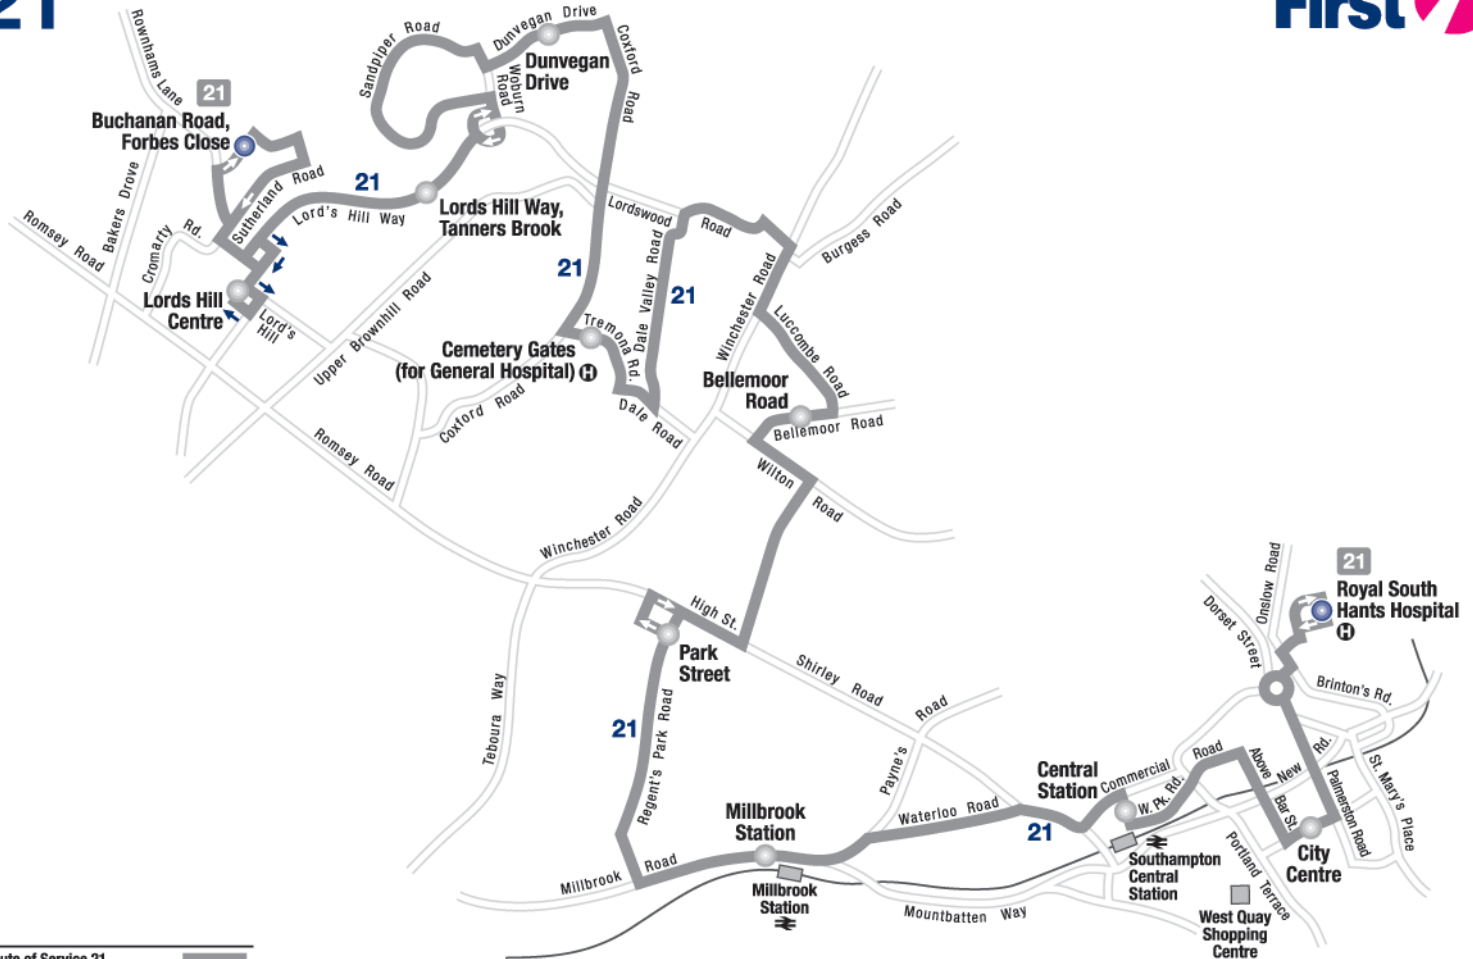 21
First
Rownhams Lane
21
Buchanan Road,
Forbes Close
Bakers Drove
Romsey Road
Cromarty Rd.
Sutherland Road
21
Lord's Hill Way
Lords Hill
Centre
Lord's
Hill
Sandpiper Road
Dunvegan Drive
Dunvegan
Drive
Woburn
Road
Coxford Road
Lords Hill Way,
Tanners Brook
Upper Brownhill Road
21
Lordswood Road
Dale Valley Road
21
Burgess Road
Winchester Road
Luccombe Road
Tremona Rd.
Cemetery Gates
(for General Hospital) H
Coxford Road
Dale Road
Bellemoor
Road
Bellemoor Road
Wilton Road
Romsey Road
Winchester Road
High St.
Park
Street
Shirley Road
Tebourba Way
21
Regent's Park Road
Payne's Road
Millbrook Road
Millbrook
Station
Millbrook
Station
Waterloo Road
21
Mountbatten Way
Central
Station
Commercial Road
W. Pk. Rd.
Southampton
Central
Station
Above Bar St.
New Rd.
Portland Terrace
West Quay
Shopping
Centre
City
Centre
Palmerston Road
St. Mary's Place
Brinton's Rd.
Dorset Street
Onslow Road
21
Royal South
Hants Hospital
H